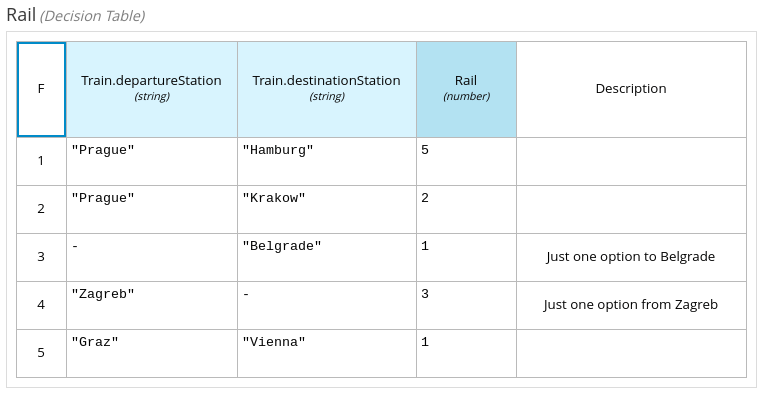 Rail (Decision Table)
F
Train.departureStation
(string)
Train.destinationStation
(string)
Rail
(number)
Description
1
"Prague"
"Hamburg"
5
2
"Prague"
"Krakow"
2
3
-
"Belgrade"
1
Just one option to Belgrade
4
"Zagreb"
-
3
Just one option from Zagreb
5
"Graz"
"Vienna"
1